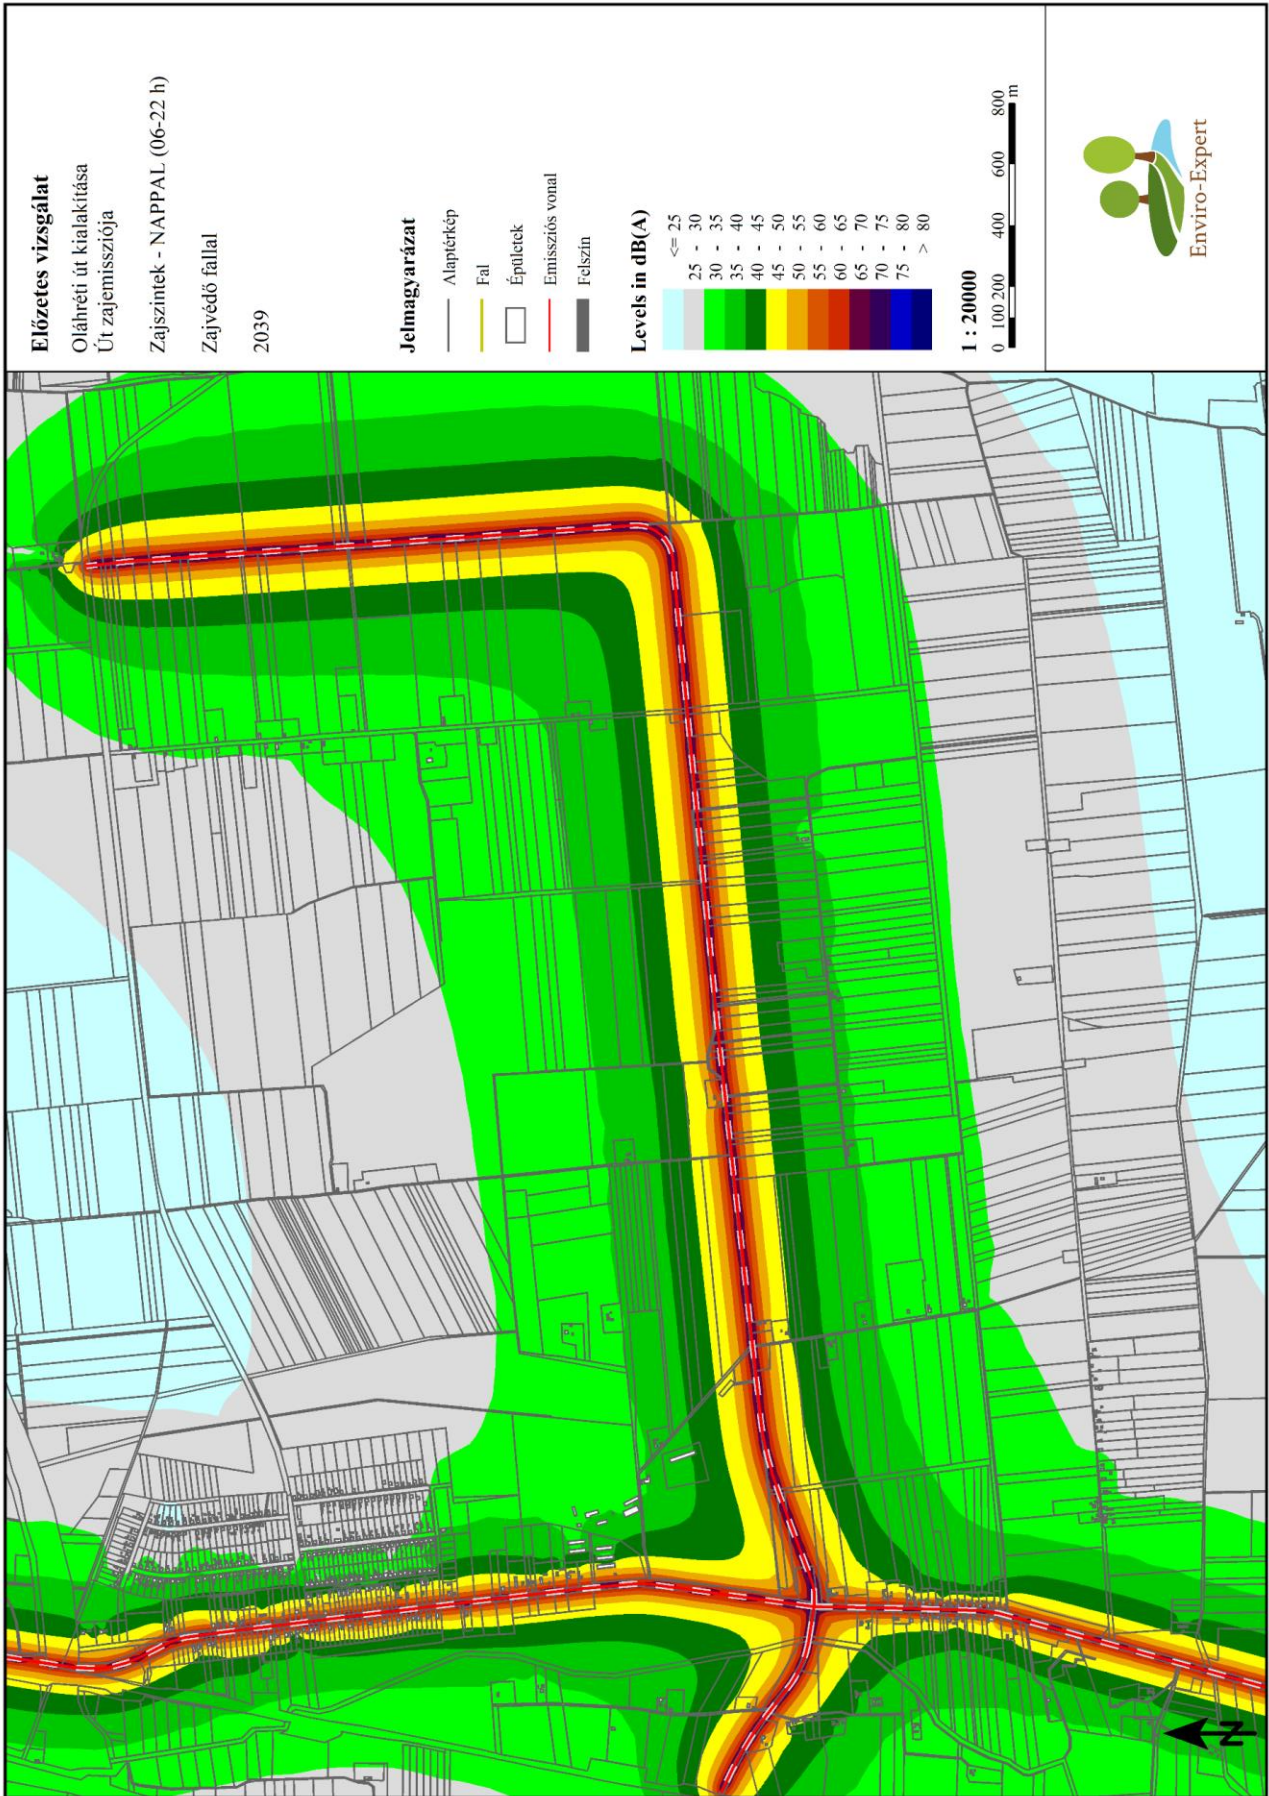 Előzetes vizsgálat
Oláhréti út kialakítása
Út zajemissziója
Zajszintek - NAPPAL (06-22 h)
Zajvédő fallal
2039
Jelmagyarázat
Alaptérkép
Fal
Épületek
Emissziós vonal
Felszín
Levels in dB(A)
<= 25
25 - 30
30 - 35
35 - 40
40 - 45
45 - 50
50 - 55
55 - 60
60 - 65
65 - 70
70 - 75
75 - 80
> 80
1 : 20000
0 100 200 400 600 800
m
Enviro-Expert
N